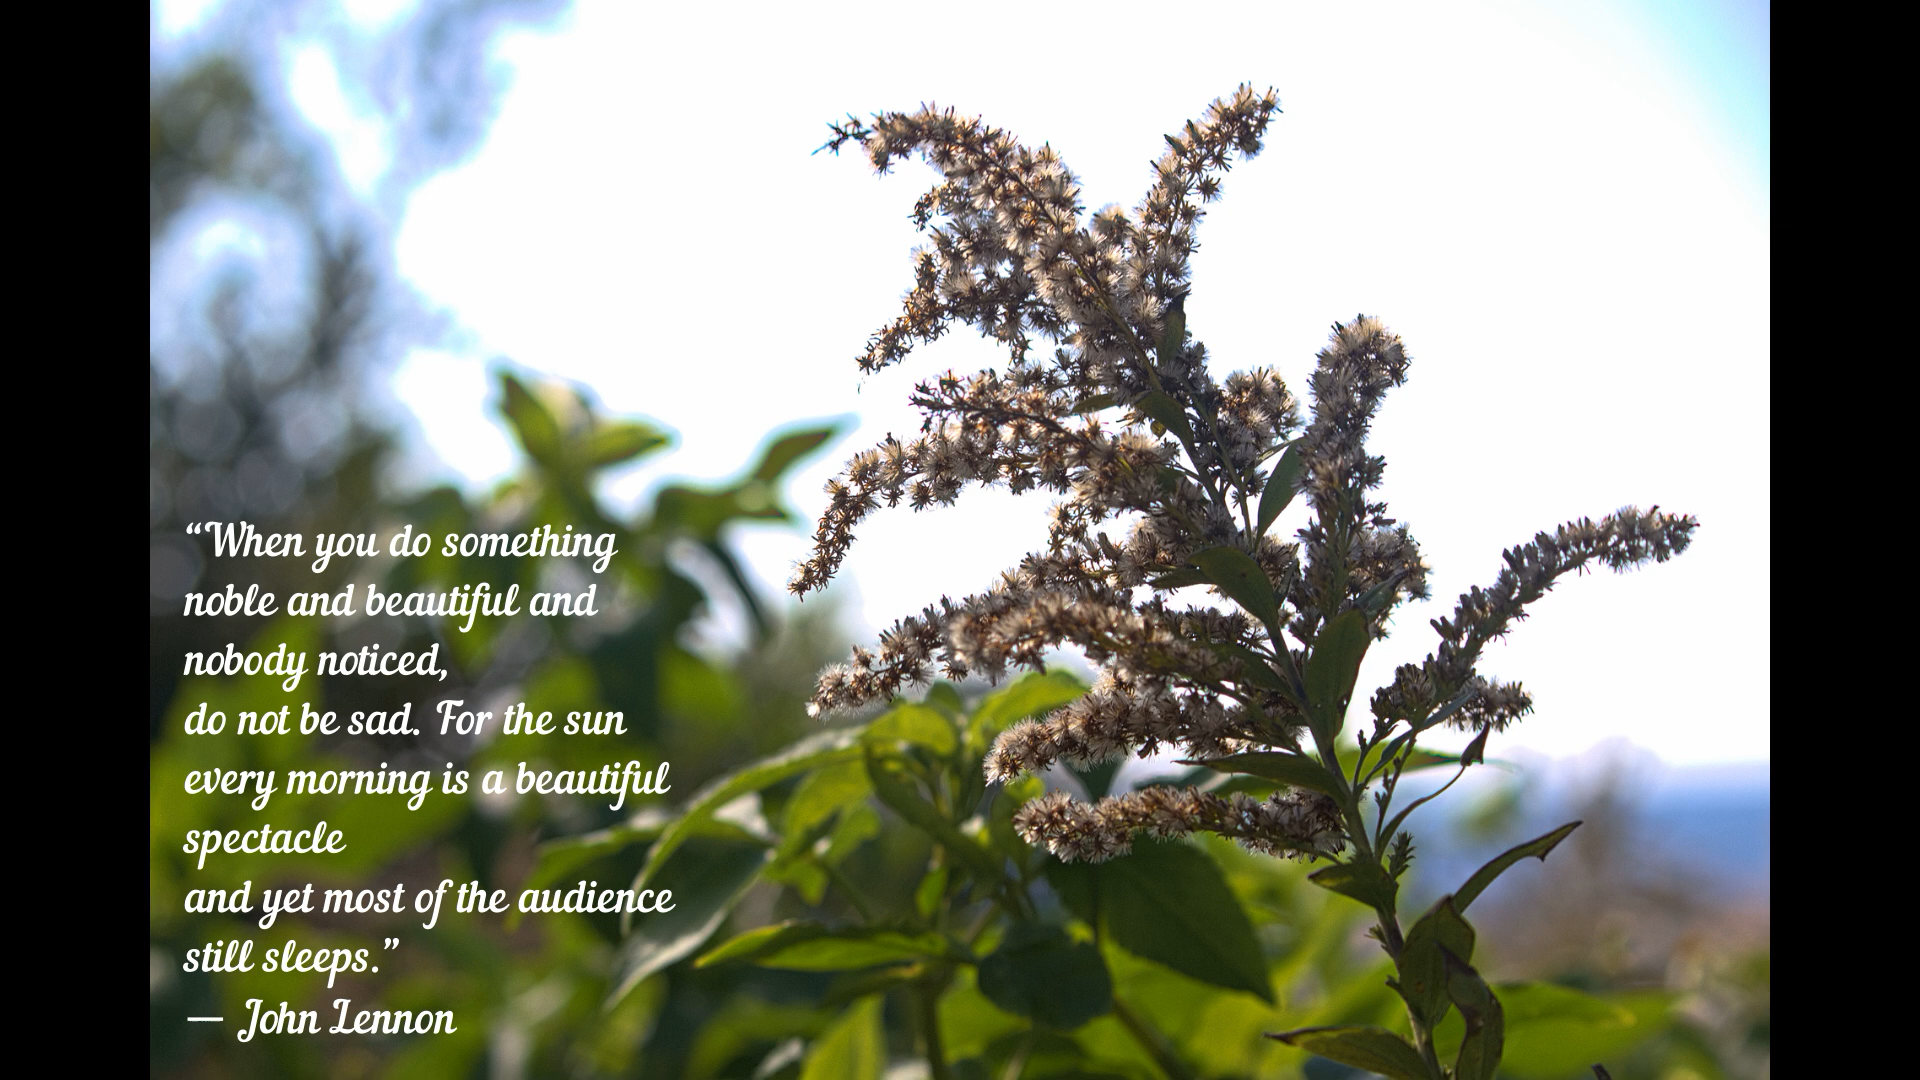 “When you do something
noble and beautiful and
nobody noticed,
do not be sad. For the sun
every morning is a beautiful
spectacle
and yet most of the audience
still sleeps.”
— John Lennon